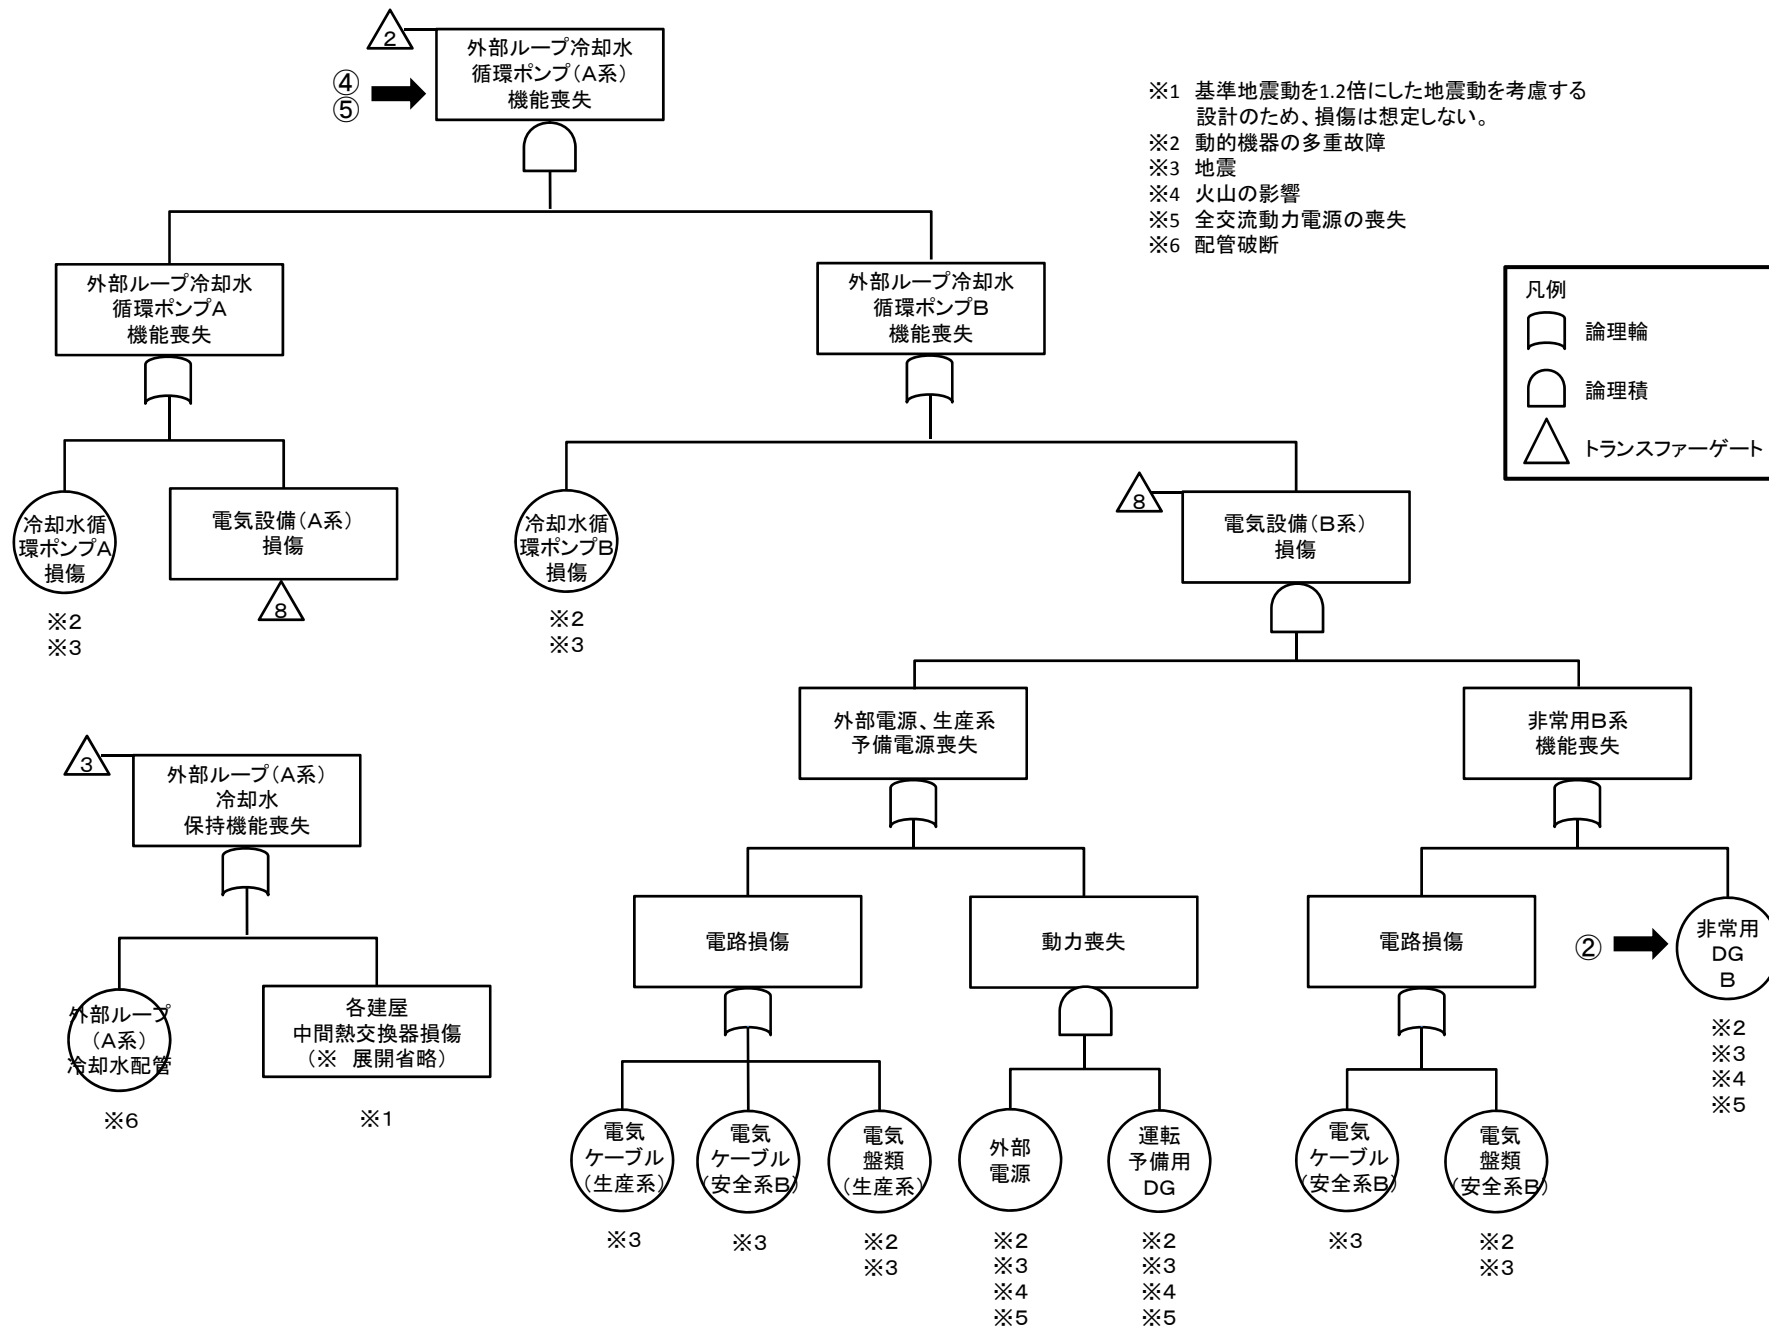 2
外部ループ冷却水
循環ポンプ(A系)
機能喪失
④
⑤
※1 基準地震動を1.2倍にした地震動を考慮する
設計のため、損傷は想定しない。
※2 動的機器の多重故障
※3 地震
※4 火山の影響
※5 全交流動力電源の喪失
※6 配管破断
凡例
論理輪
論理積
トランスファーゲート
外部ループ冷却水
循環ポンプA
機能喪失
外部ループ冷却水
循環ポンプB
機能喪失
冷却水循
環ポンプA
損傷
※2
※3
電気設備(A系)
損傷
8
冷却水循
環ポンプB
損傷
※2
※3
8
電気設備(B系)
損傷
外部電源、生産系
予備電源喪失
非常用B系
機能喪失
3
外部ループ(A系)
冷却水
保持機能喪失
電路損傷
動力喪失
電路損傷
②
非常用
DG
B
※2
※3
※4
※5
外部ループ
(A系)
冷却水配管
※6
各建屋
中間熱交換器損傷
(※ 展開省略)
※1
電気
ケーブル
(生産系)
※3
電気
ケーブル
(安全系B)
※3
電気
盤類
(生産系)
※2
※3
外部
電源
※2
※3
※4
※5
運転
予備用
DG
※2
※3
※4
※5
電気
ケーブル
(安全系B)
※3
電気
盤類
(安全系B)
※2
※3